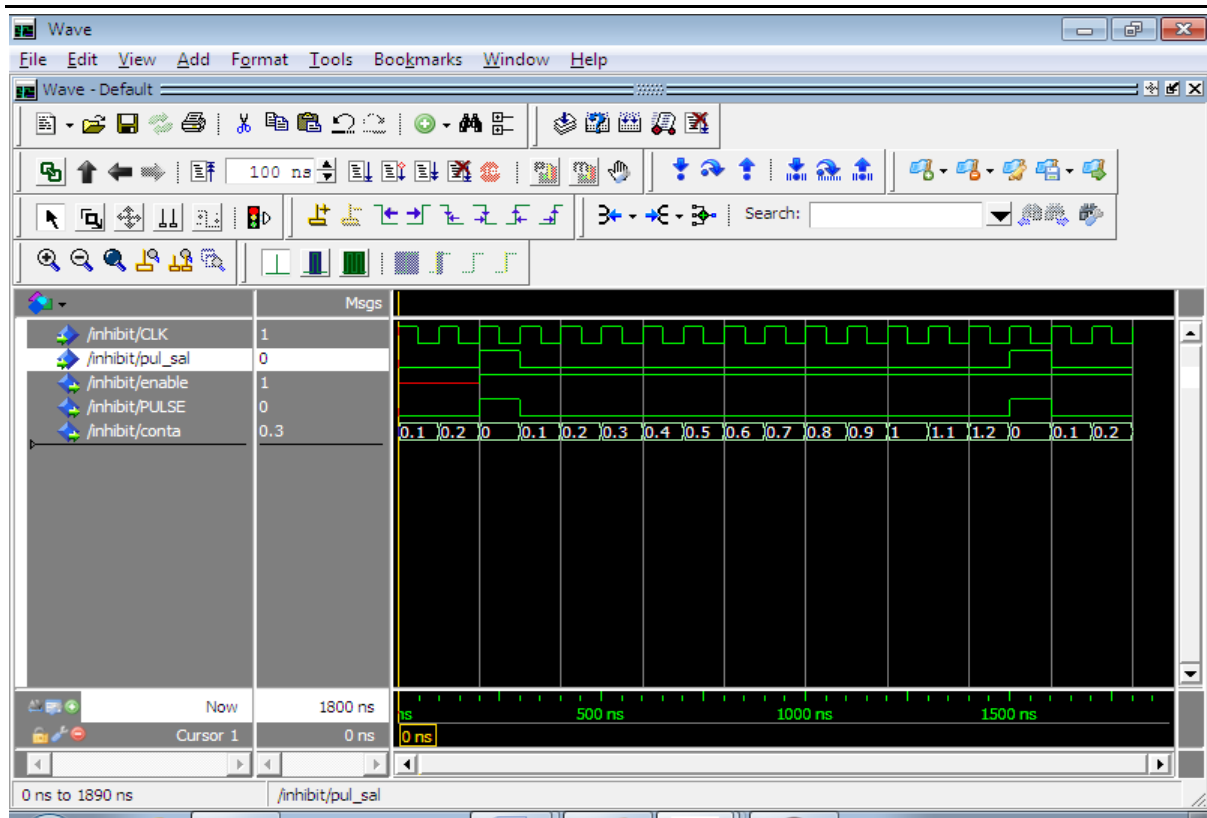 Wave
File Edit View Add Format Tools Bookmarks Window Help
Wave - Default
100 ns
Search:
Msgs
/inhibit/CLK 1
/inhibit/pul_sal 0
/inhibit/enable 1
/inhibit/PULSE 0
/inhibit/conta 0.3 0.1 0.2 0 0.1 0.2 0.3 0.4 0.5 0.6 0.7 0.8 0.9 1 1.1 1.2 0 0.1 0.2
Now 1800 ns ns 500 ns 1000 ns 1500 ns
Cursor 1 0 ns 0 ns
0 ns to 1890 ns /inhibit/pul_sal